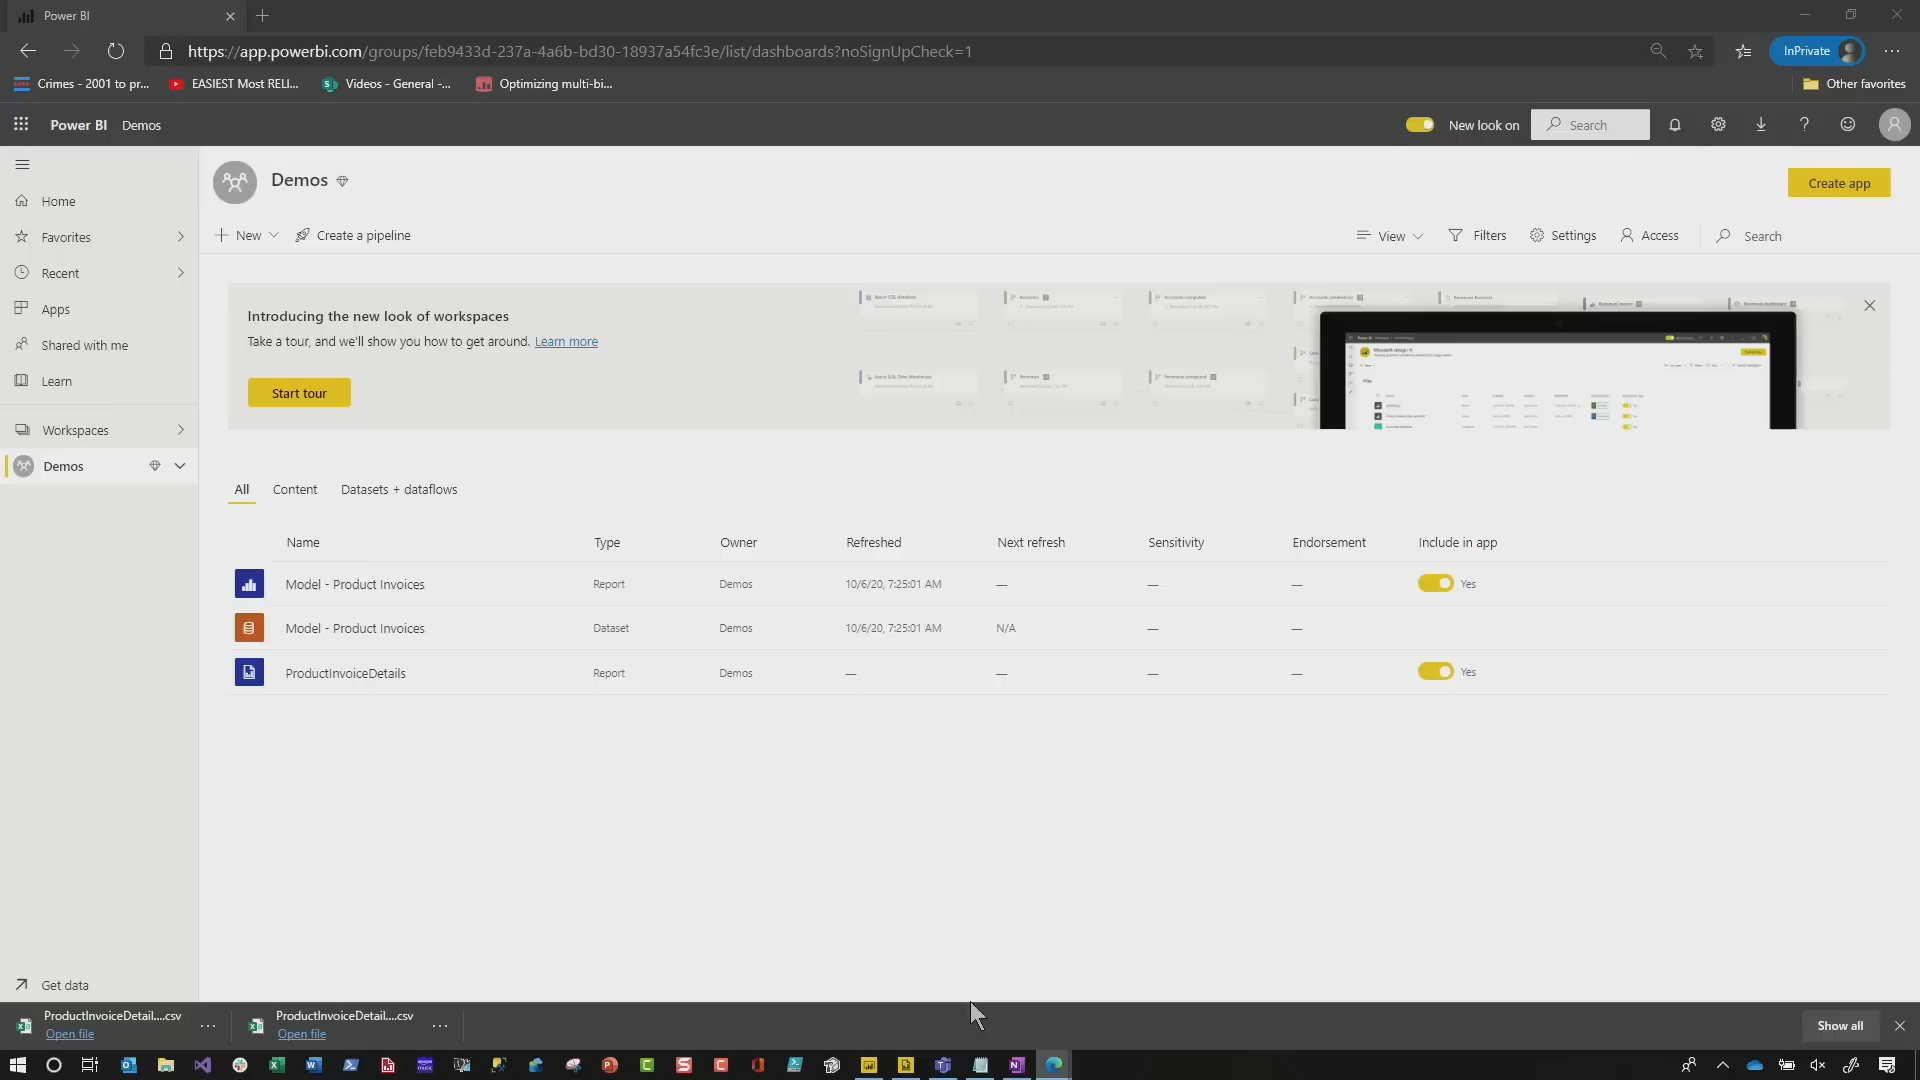 Power BI
https://app.powerbi.com/groups/feb9433d-237a-4a6b-bd30-18937a54fc3e/list/dashboards?noSignUpCheck=1
InPrivate
Crimes - 2001 to pr...
EASIEST Most RELI...
Videos - General -...
Optimizing multi-bi...
Other favorites
Power BI Demos
New look on
Search
Demos
Create app
Home
Favorites
Recent
Apps
Shared with me
Learn
Workspaces
Demos
Get data
New
Create a pipeline
View
Filters
Settings
Access
Search
Introducing the new look of workspaces
Take a tour, and we'll show you how to get around. Learn more
Start tour
All Content Datasets + dataflows
Name Type Owner Refreshed Next refresh Sensitivity Endorsement Include in app
Model - Product Invoices Report Demos 10/6/20, 7:25:01 AM — — — Yes
Model - Product Invoices Dataset Demos 10/6/20, 7:25:01 AM N/A — —
ProductInvoiceDetails Report Demos — — — — Yes
ProductInvoiceDetail....csv
Open file
ProductInvoiceDetail....csv
Open file
Show all